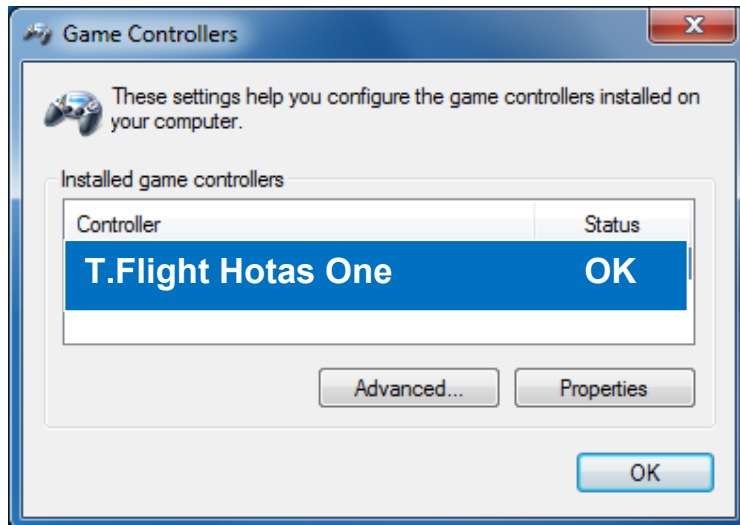 Game Controllers
These settings help you configure the game controllers installed on
your computer.
Installed game controllers
Controller Status
T.Flight Hotas One OK
Advanced... Properties
OK